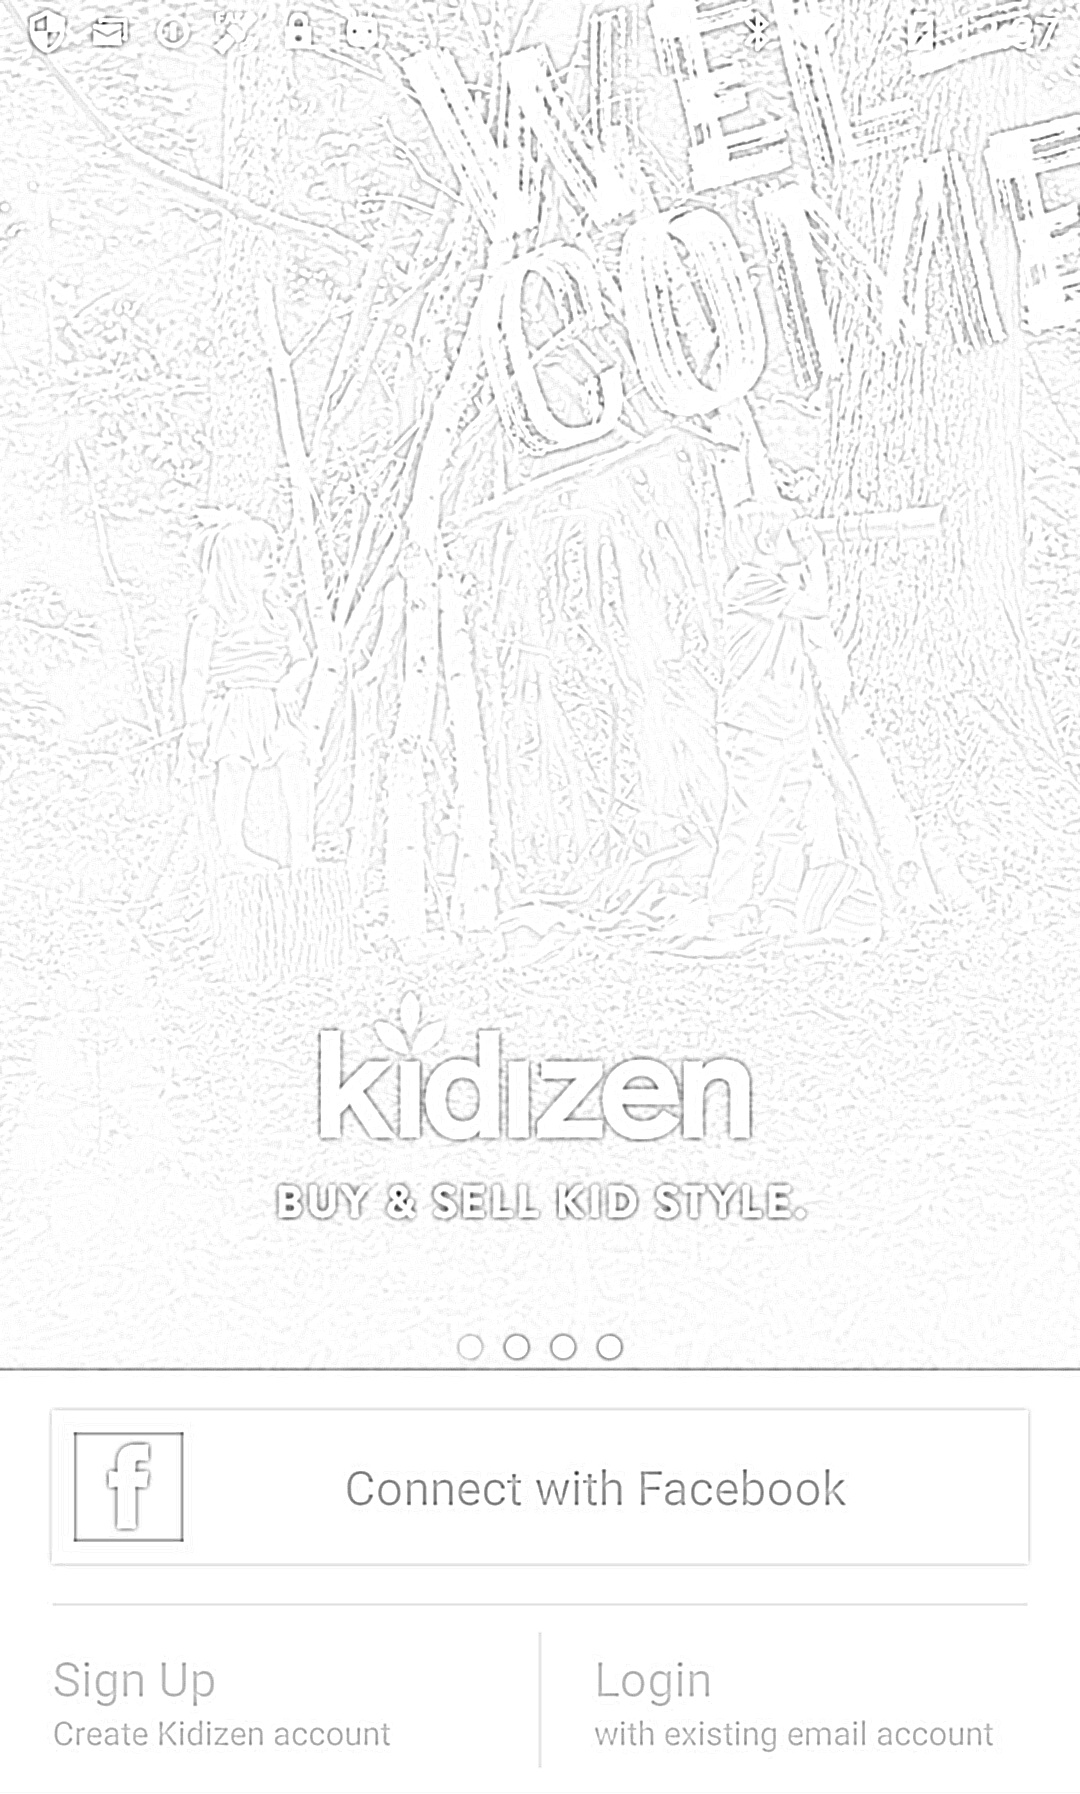 WEL
COME
kidizen
BUY & SELL KID STYLE.
Connect with Facebook
Sign Up
Create Kidizen account
Login
with existing email account